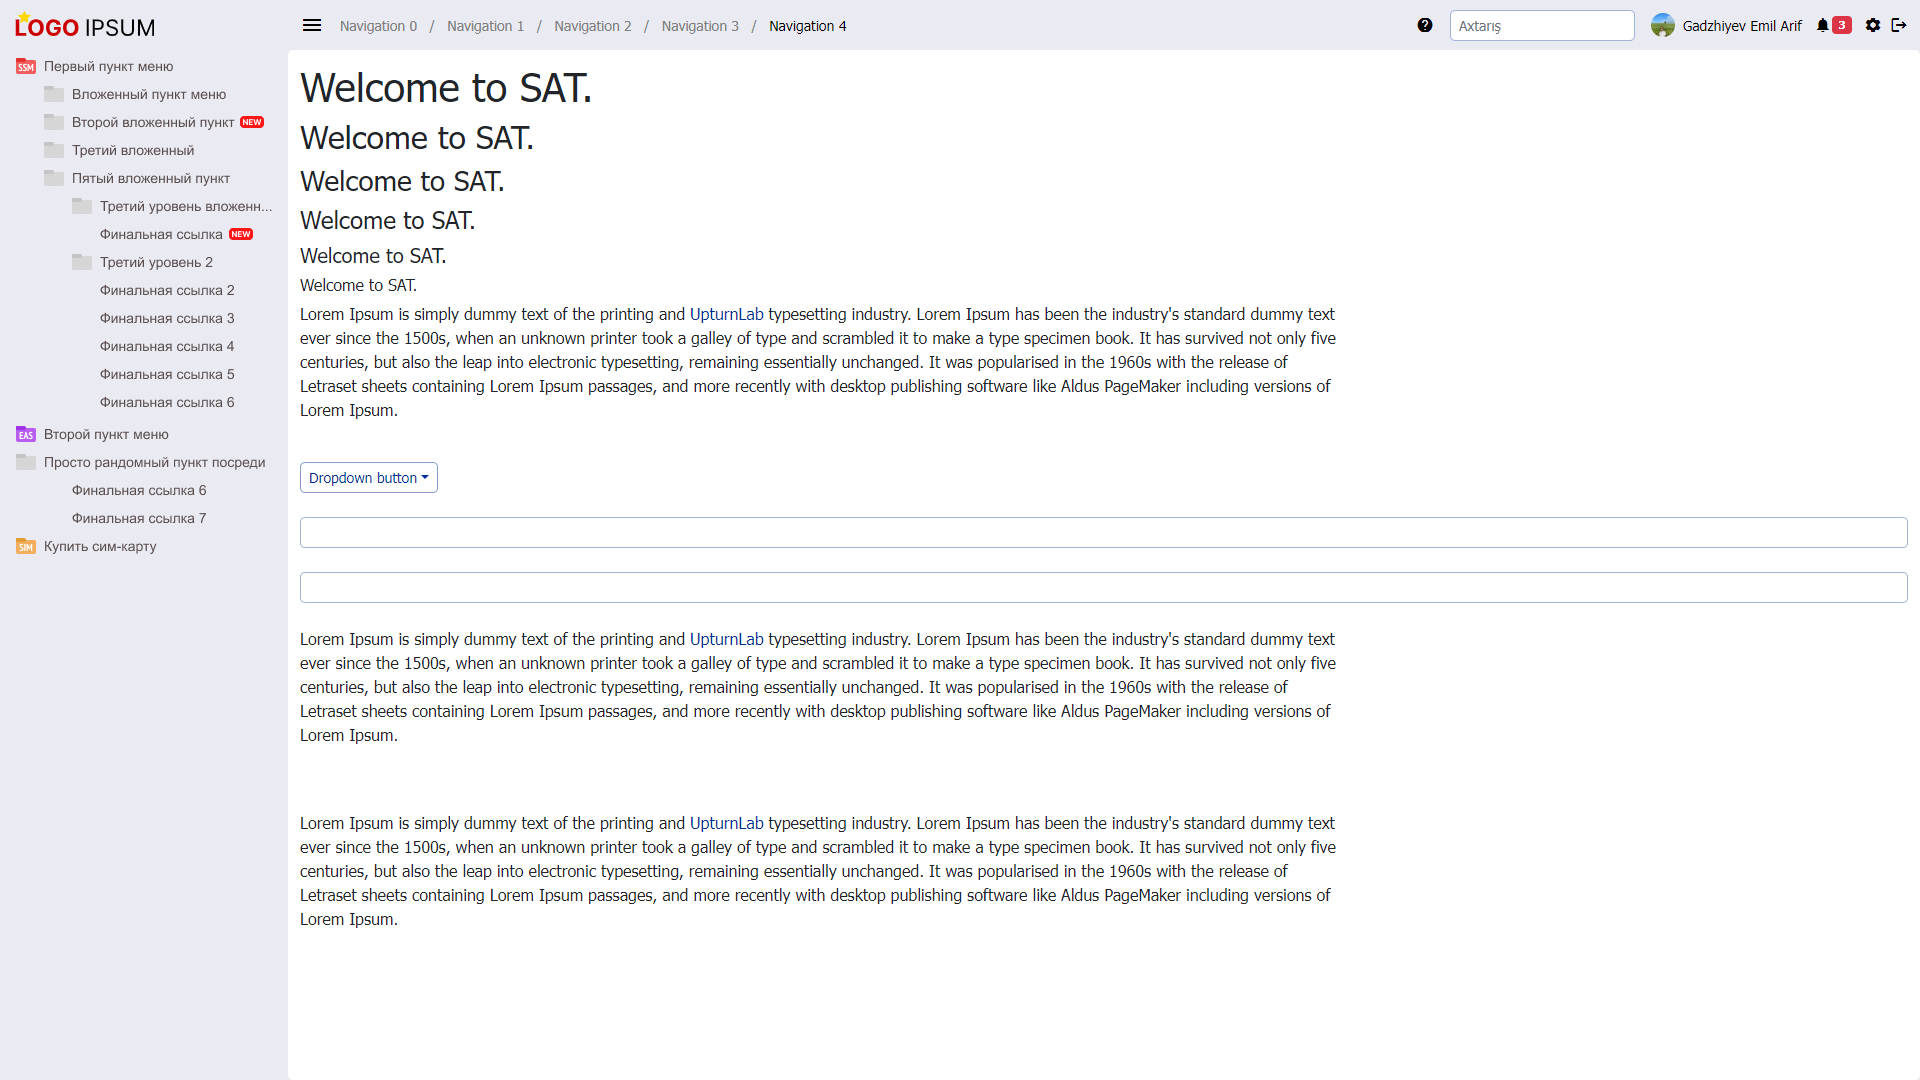 LOGO IPSUM
Navigation 0 / Navigation 1 / Navigation 2 / Navigation 3 / Navigation 4
Axtarış
Gadzhiyev Emil Arif
3
SSM Первый пункт меню
Вложенный пункт меню
Второй вложенный пункт NEW
Третий вложенный
Пятый вложенный пункт
Третий уровень вложенн...
Финальная ссылка NEW
Третий уровень 2
Финальная ссылка 2
Финальная ссылка 3
Финальная ссылка 4
Финальная ссылка 5
Финальная ссылка 6
EAS Второй пункт меню
Просто рандомный пункт посреди
Финальная ссылка 6
Финальная ссылка 7
SIM Купить сим-карту
Welcome to SAT.
Welcome to SAT.
Welcome to SAT.
Welcome to SAT.
Welcome to SAT.
Welcome to SAT.
Lorem Ipsum is simply dummy text of the printing and UpturnLab typesetting industry. Lorem Ipsum has been the industry's standard dummy text
ever since the 1500s, when an unknown printer took a galley of type and scrambled it to make a type specimen book. It has survived not only five
centuries, but also the leap into electronic typesetting, remaining essentially unchanged. It was popularised in the 1960s with the release of
Letraset sheets containing Lorem Ipsum passages, and more recently with desktop publishing software like Aldus PageMaker including versions of
Lorem Ipsum.
Dropdown button
Lorem Ipsum is simply dummy text of the printing and UpturnLab typesetting industry. Lorem Ipsum has been the industry's standard dummy text
ever since the 1500s, when an unknown printer took a galley of type and scrambled it to make a type specimen book. It has survived not only five
centuries, but also the leap into electronic typesetting, remaining essentially unchanged. It was popularised in the 1960s with the release of
Letraset sheets containing Lorem Ipsum passages, and more recently with desktop publishing software like Aldus PageMaker including versions of
Lorem Ipsum.
Lorem Ipsum is simply dummy text of the printing and UpturnLab typesetting industry. Lorem Ipsum has been the industry's standard dummy text
ever since the 1500s, when an unknown printer took a galley of type and scrambled it to make a type specimen book. It has survived not only five
centuries, but also the leap into electronic typesetting, remaining essentially unchanged. It was popularised in the 1960s with the release of
Letraset sheets containing Lorem Ipsum passages, and more recently with desktop publishing software like Aldus PageMaker including versions of
Lorem Ipsum.